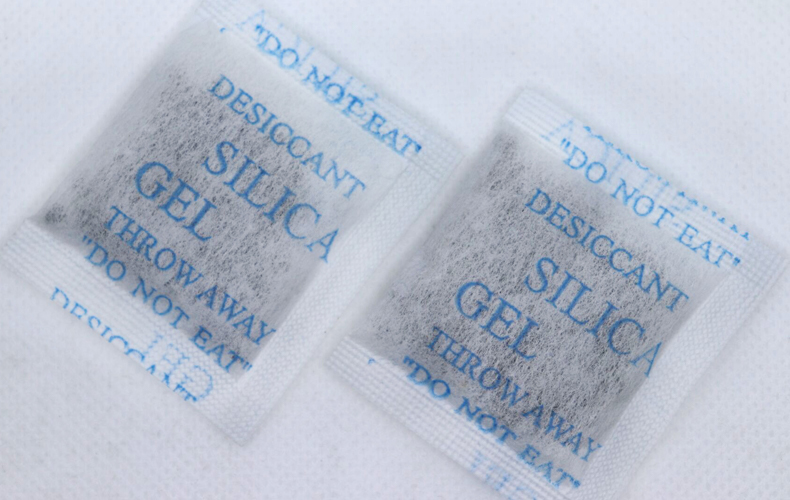 "DO NOT EAT"
DESICCANT
SILICA
GEL
THROW AWAY
"DO NOT EAT"
DESICCANT
"DO NOT EAT"
DESICCANT
SILICA
GEL
THROW AWAY
"DO NOT EAT"